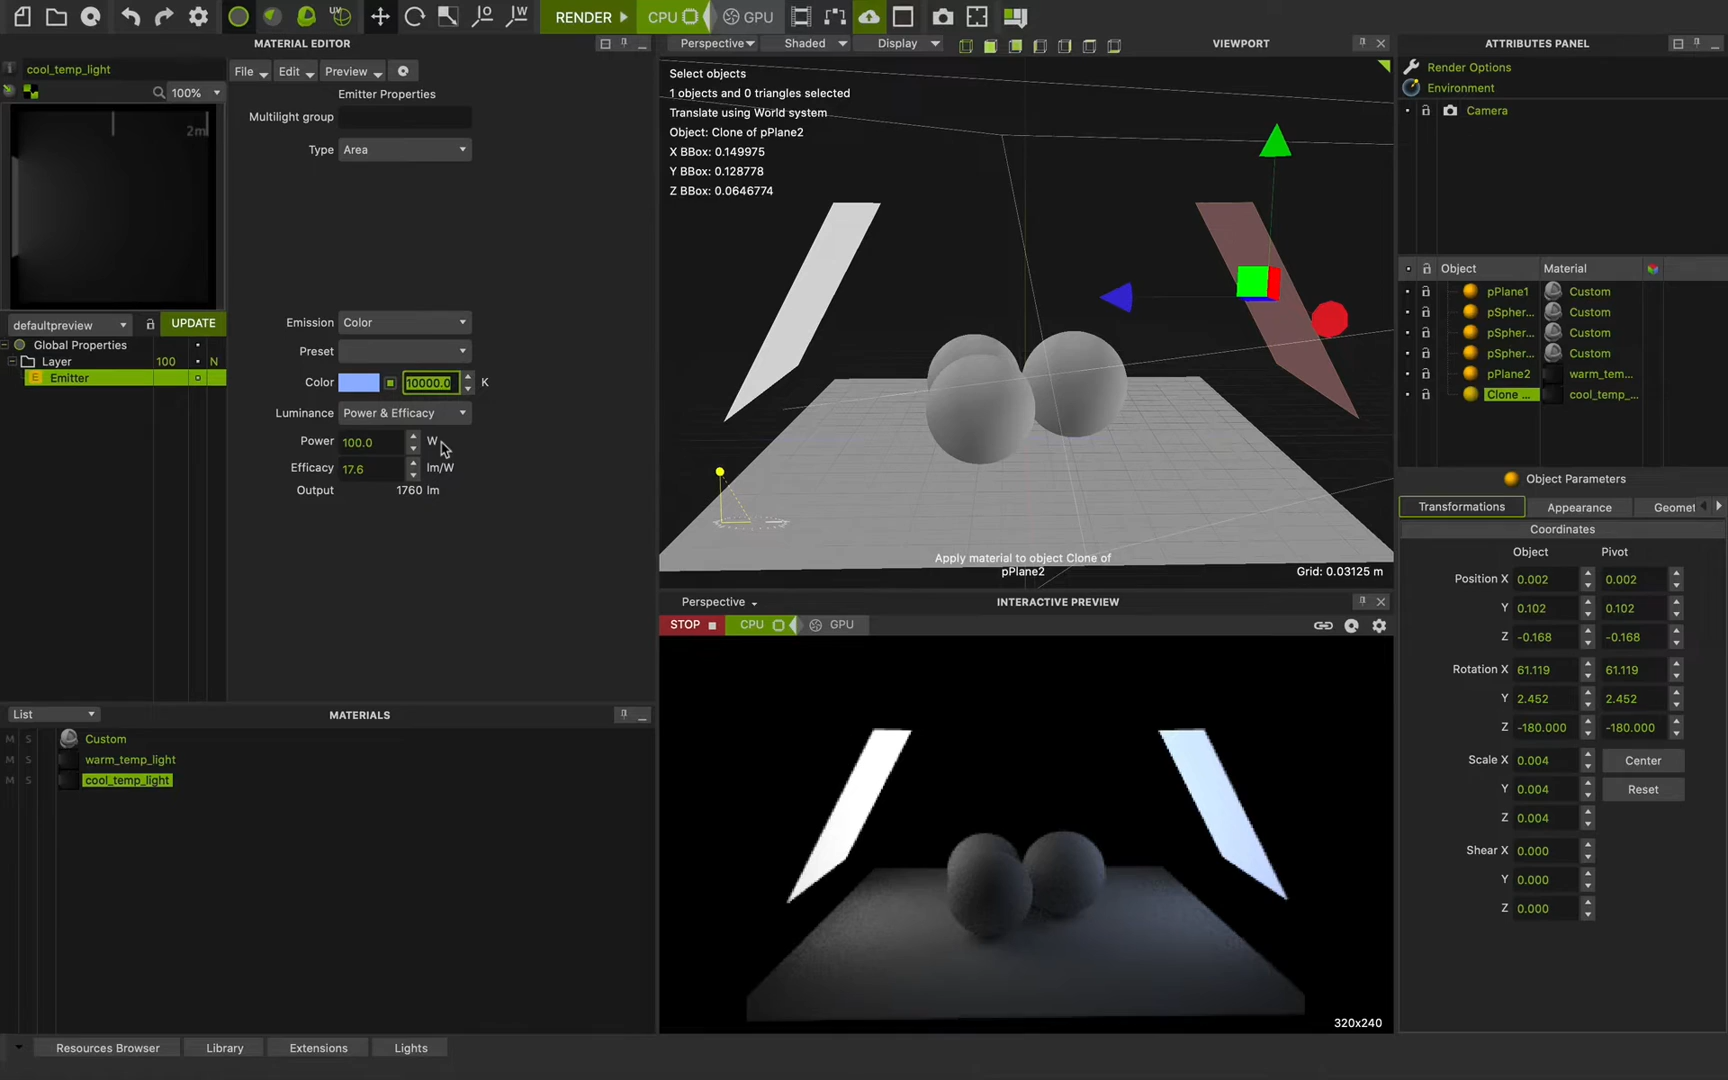 RENDER
CPU
GPU
MATERIAL EDITOR
cool_temp_light
100%
2m
defaultpreview
UPDATE
Global Properties
Layer
100
N
Emitter
File
Edit
Preview
Emitter Properties
Multilight group
Type
Area
Emission
Color
Preset
Color
10000.0
K
Luminance
Power & Efficacy
Power
100.0
W
Efficacy
17.6
lm/W
Output
1760 lm
List
MATERIALS
M S
Custom
M S
warm_temp_light
M S
cool_temp_light
Resources Browser
Library
Extensions
Lights
Perspective
Shaded
Display
VIEWPORT
Select objects
1 objects and 0 triangles selected
Translate using World system
Object: Clone of pPlane2
X BBox: 0.149975
Y BBox: 0.128778
Z BBox: 0.0646774
Apply material to object Clone of
pPlane2
Grid: 0.03125 m
Perspective
INTERACTIVE PREVIEW
STOP
CPU
GPU
320x240
ATTRIBUTES PANEL
Render Options
Environment
Camera
Object
Material
pPlane1
Custom
pSpher...
Custom
pSpher...
Custom
pSpher...
Custom
pPlane2
warm_tem...
Clone ...
cool_temp_...
Object Parameters
Transformations
Appearance
Geomet
Coordinates
Object
Pivot
Position X
0.002
0.002
Y
0.102
0.102
Z
-0.168
-0.168
Rotation X
61.119
61.119
Y
2.452
2.452
Z
-180.000
-180.000
Scale X
0.004
Center
Y
0.004
Reset
Z
0.004
Shear X
0.000
Y
0.000
Z
0.000